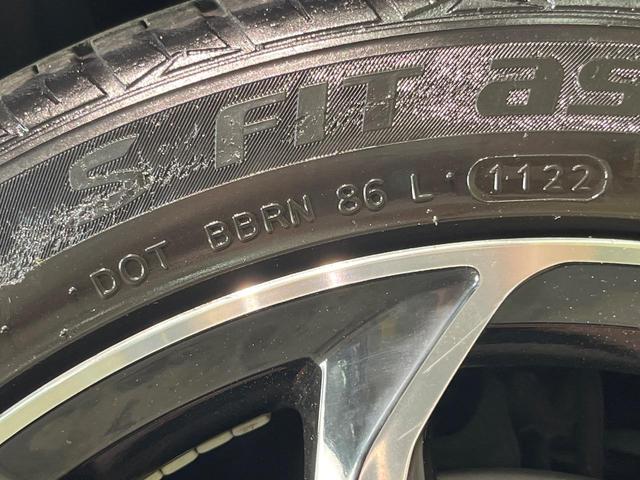 S FIT as
DOT BBRN 86 L 1122